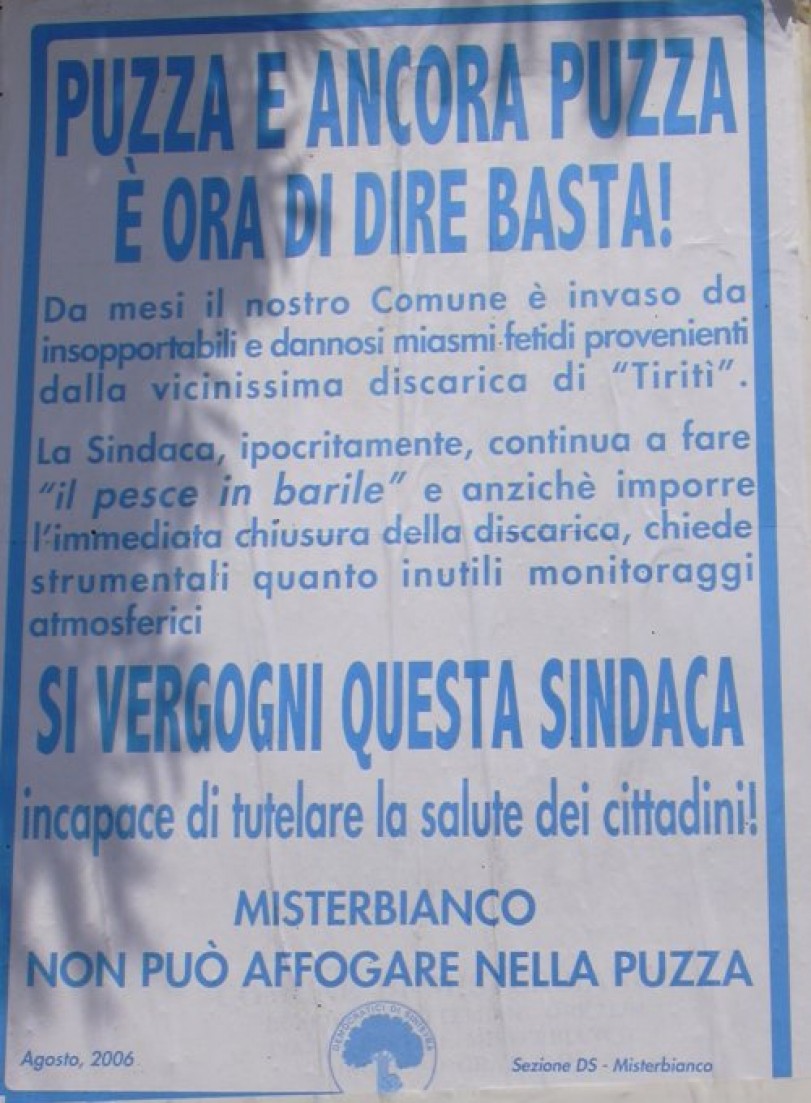 PUZZA E ANCORA PUZZA
È ORA DI DIRE BASTA!
Da mesi il nostro Comune è invaso da
insopportabili e dannosi miasmi fetidi provenienti
dalla vicinissima discarica di "Tiritì".
La Sindaca, ipocritamente, continua a fare
"il pesce in barile" e anzichè imporre
l'immediata chiusura della discarica, chiede
strumentali quanto inutili monitoraggi
atmosferici
SI VERGOGNI QUESTA SINDACA
incapace di tutelare la salute dei cittadini!
MISTERBIANCO
NON PUÒ AFFOGARE NELLA PUZZA
DEMOCRATICI DI SINISTRA
Agosto, 2006
Sezione DS - Misterbianco